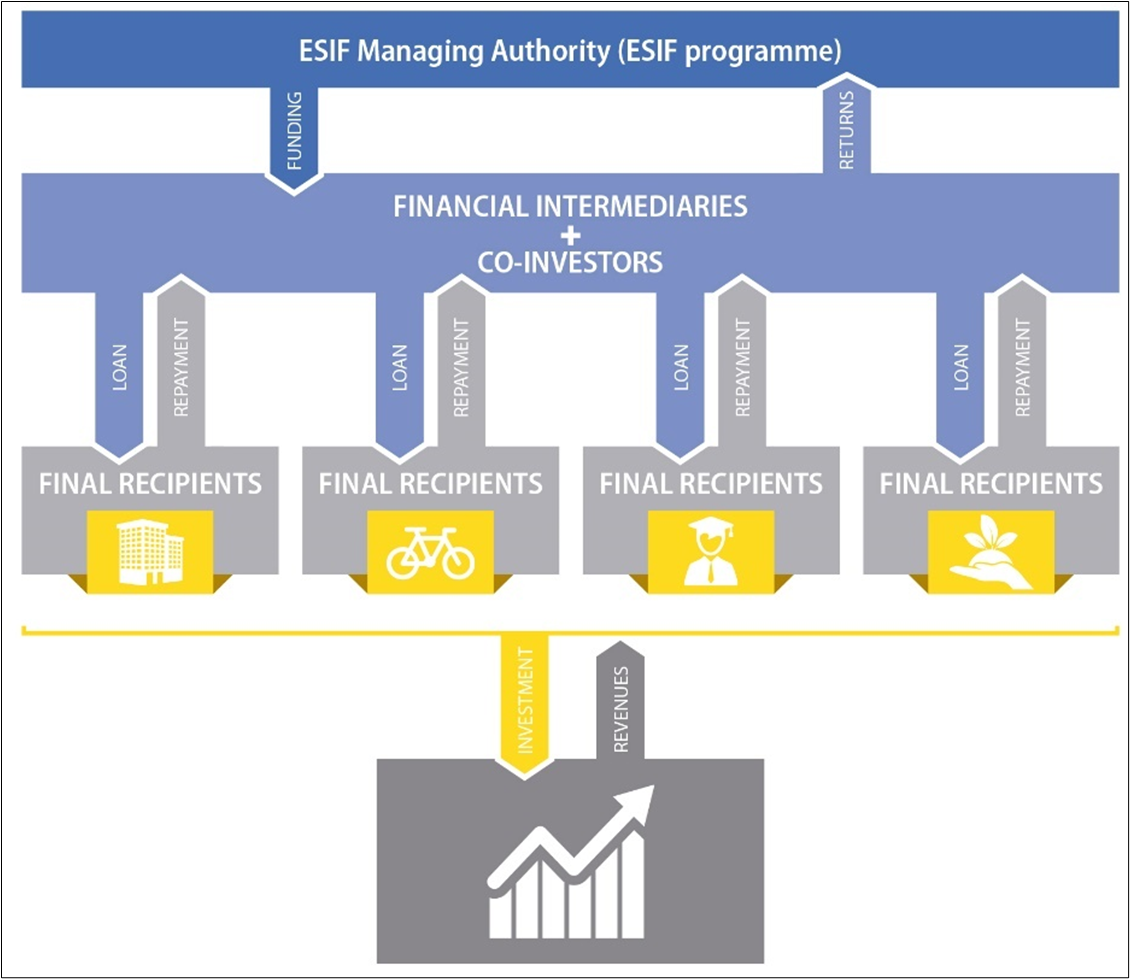 ESIF Managing Authority (ESIF programme)
FUNDING
RETURNS
FINANCIAL INTERMEDIARIES
+
CO-INVESTORS
LOAN
REPAYMENT
LOAN
REPAYMENT
LOAN
REPAYMENT
LOAN
REPAYMENT
FINAL RECIPIENTS
FINAL RECIPIENTS
FINAL RECIPIENTS
FINAL RECIPIENTS
INVESTMENT
REVENUES